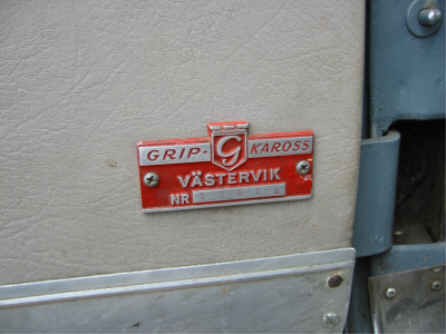 G
GRIP- KAROSS
VÄSTERVIK
NR